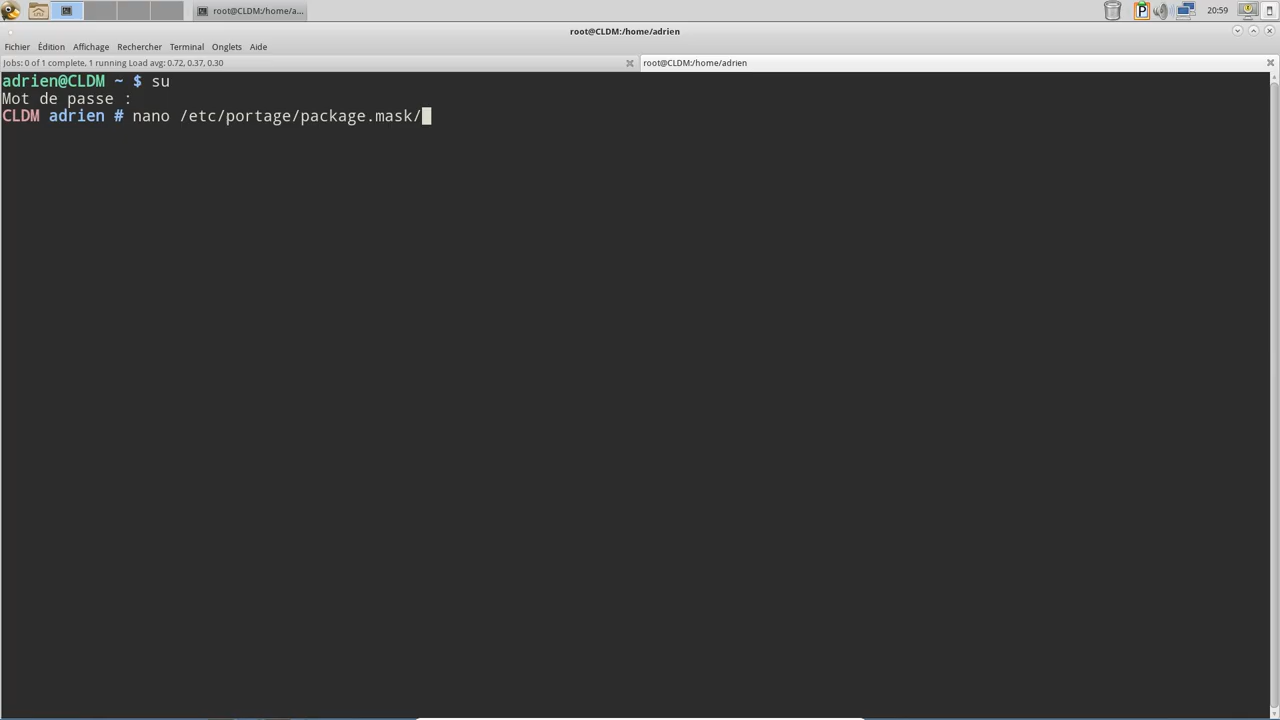 root@CLDM:/home/a...
P
20:59
root@CLDM:/home/adrien
Fichier Édition Affichage Rechercher Terminal Onglets Aide
Jobs: 0 of 1 complete, 1 running Load avg: 0.72, 0.37, 0.30
root@CLDM:/home/adrien
adrien@CLDM ~ $ su
Mot de passe :
CLDM adrien # nano /etc/portage/package.mask/